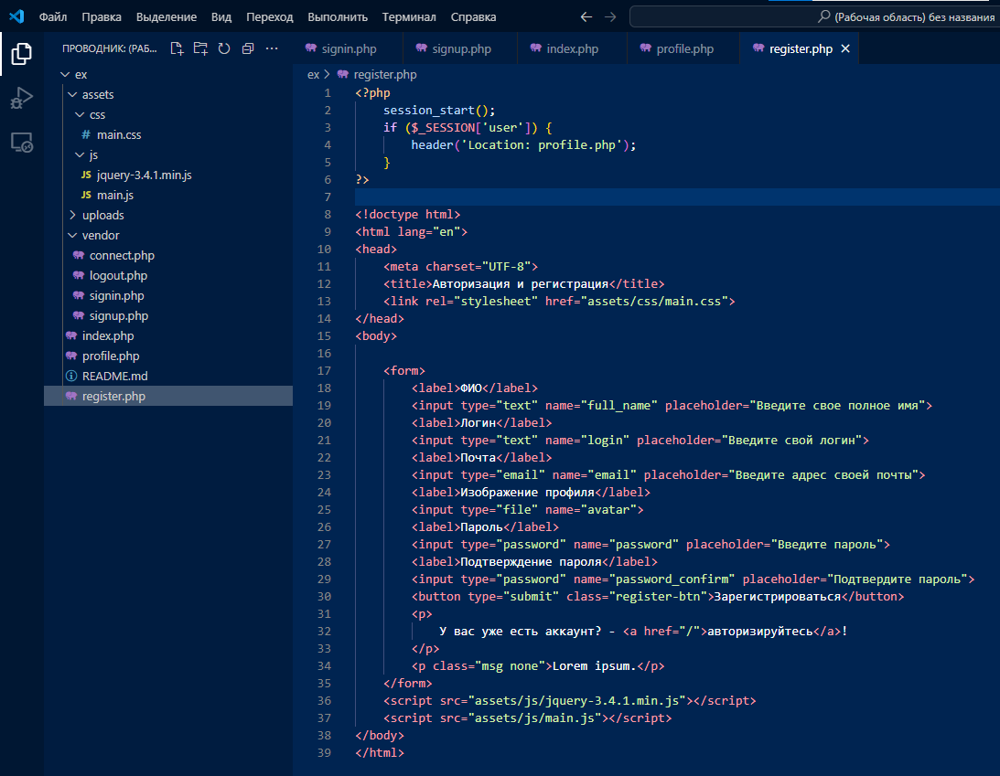 Файл Правка Выделение Вид Переход Выполнить Терминал Справка (Рабочая область) без названия
ПРОВОДНИК: (РАБ...
ex
assets
css
# main.css
js
JS jquery-3.4.1.min.js
JS main.js
uploads
vendor
connect.php
logout.php
signin.php
signup.php
index.php
profile.php
README.md
register.php
signin.php signup.php index.php profile.php register.php
ex > register.php
1 <?php
2 session_start();
3 if ($_SESSION['user']) {
4 header('Location: profile.php');
5 }
6 ?>
7
8 <!doctype html>
9 <html lang="en">
10 <head>
11 <meta charset="UTF-8">
12 <title>Авторизация и регистрация</title>
13 <link rel="stylesheet" href="assets/css/main.css">
14 </head>
15 <body>
16
17 <form>
18 <label>ФИО</label>
19 <input type="text" name="full_name" placeholder="Введите свое полное имя">
20 <label>Логин</label>
21 <input type="text" name="login" placeholder="Введите свой логин">
22 <label>Почта</label>
23 <input type="email" name="email" placeholder="Введите адрес своей почты">
24 <label>Изображение профиля</label>
25 <input type="file" name="avatar">
26 <label>Пароль</label>
27 <input type="password" name="password" placeholder="Введите пароль">
28 <label>Подтверждение пароля</label>
29 <input type="password" name="password_confirm" placeholder="Подтвердите пароль">
30 <button type="submit" class="register-btn">Зарегистрироваться</button>
31 <p>
32 У вас уже есть аккаунт? - <a href="/">авторизируйтесь</a>!
33 </p>
34 <p class="msg none">Lorem ipsum.</p>
35 </form>
36 <script src="assets/js/jquery-3.4.1.min.js"></script>
37 <script src="assets/js/main.js"></script>
38 </body>
39 </html>